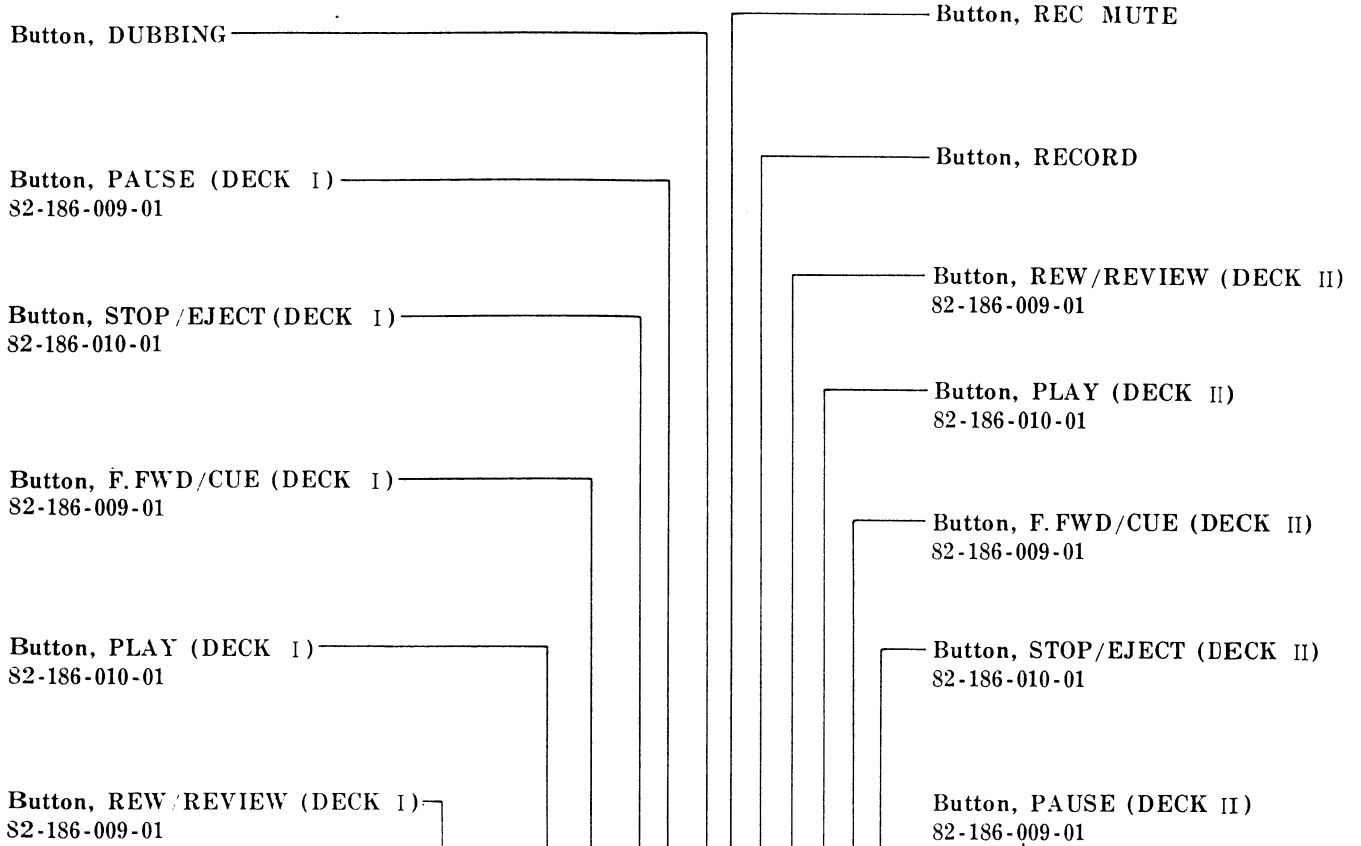 Button, DUBBING
Button, PAUSE (DECK I)
82-186-009-01
Button, STOP/EJECT (DECK I)
82-186-010-01
Button, F.FWD/CUE (DECK I)
82-186-009-01
Button, PLAY (DECK I)
82-186-010-01
Button, REW/REVIEW (DECK I)
82-186-009-01
Button, REC MUTE
Button, RECORD
Button, REW/REVIEW (DECK II)
82-186-009-01
Button, PLAY (DECK II)
82-186-010-01
Button, F.FWD/CUE (DECK II)
82-186-009-01
Button, STOP/EJECT (DECK II)
82-186-010-01
Button, PAUSE (DECK II)
82-186-009-01